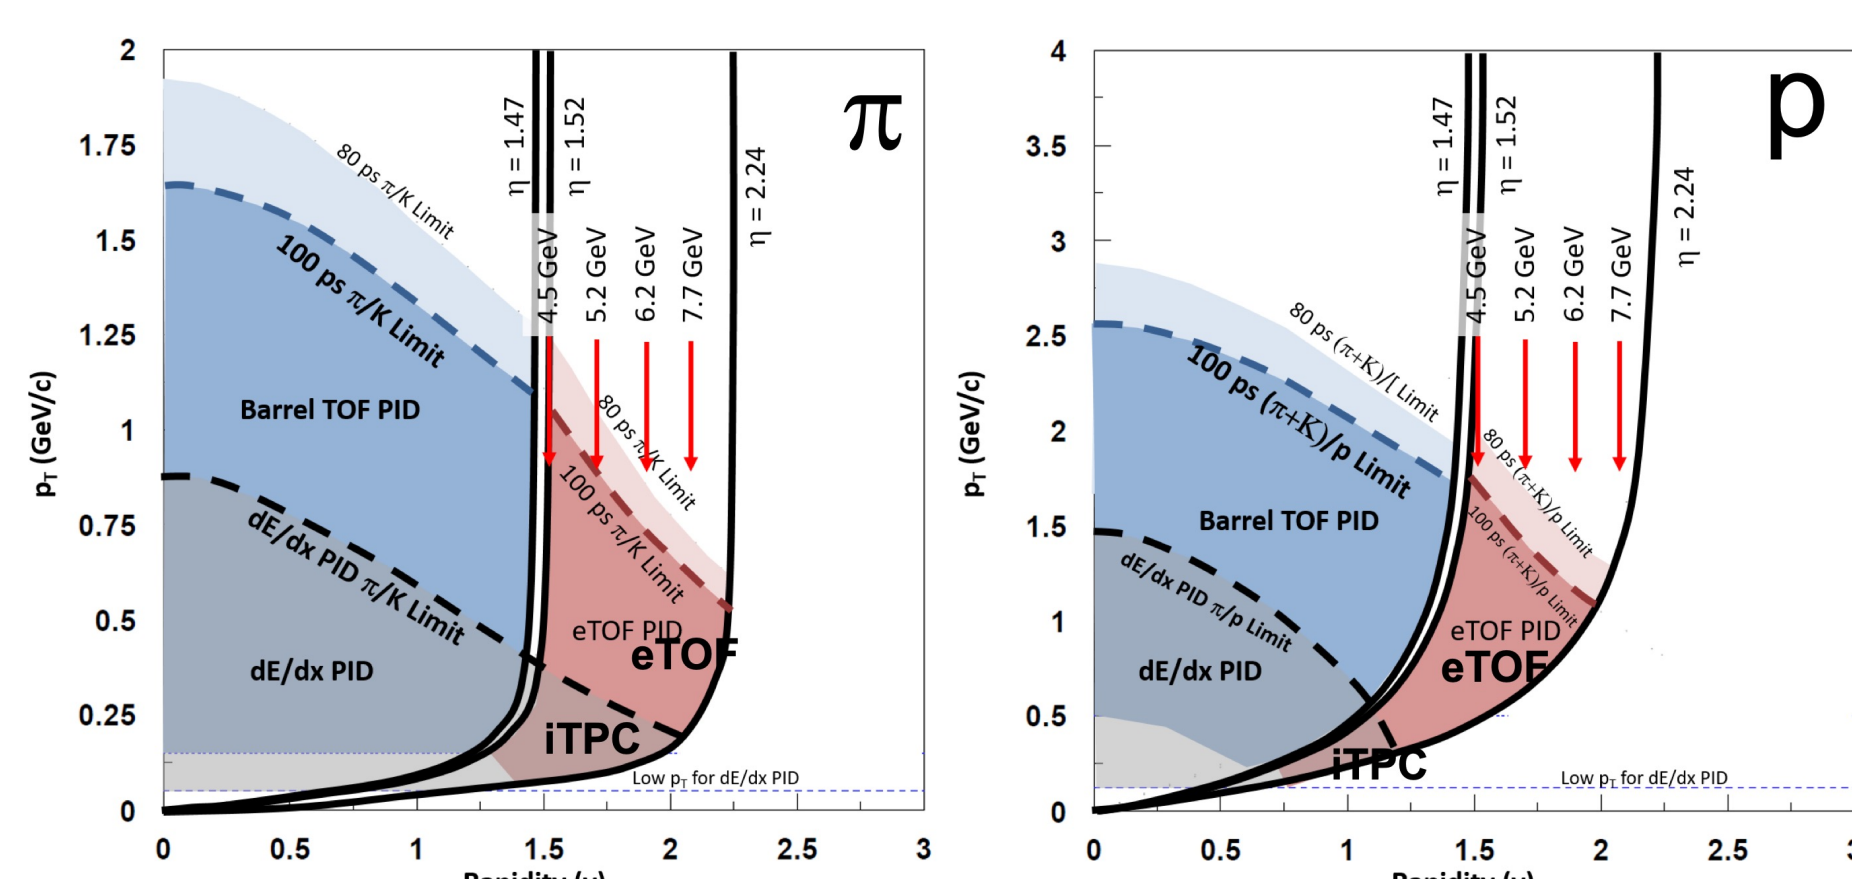 π
2
1.75
1.5
1.25
1
0.75
0.5
0.25
0
p_T (GeV/c)
80 ps π/K Limit
100 ps π/K Limit
Barrel TOF PID
dE/dx PID π/K Limit
dE/dx PID
η = 1.47
η = 1.52
η = 2.24
4.5 GeV
5.2 GeV
6.2 GeV
7.7 GeV
80 ps π/K Limit
100 ps π/K Limit
eTOF PID
eTOF
iTPC
Low p_T for dE/dx PID
0
0.5
1
1.5
2
2.5
3
Rapidity (y)
p
4
3.5
3
2.5
2
1.5
1
0.5
0
p_T (GeV/c)
80 ps (π+K)/[ Limit
100 ps (π+K)/p Limit
Barrel TOF PID
dE/dx PID π/p Limit
dE/dx PID
η = 1.47
η = 1.52
η = 2.24
4.5 GeV
5.2 GeV
6.2 GeV
7.7 GeV
80 ps (π+K)/p Limit
100 ps (π+K)/p Limit
eTOF PID
eTOF
iTPC
Low p_T for dE/dx PID
0
0.5
1
1.5
2
2.5
Rapidity (y)